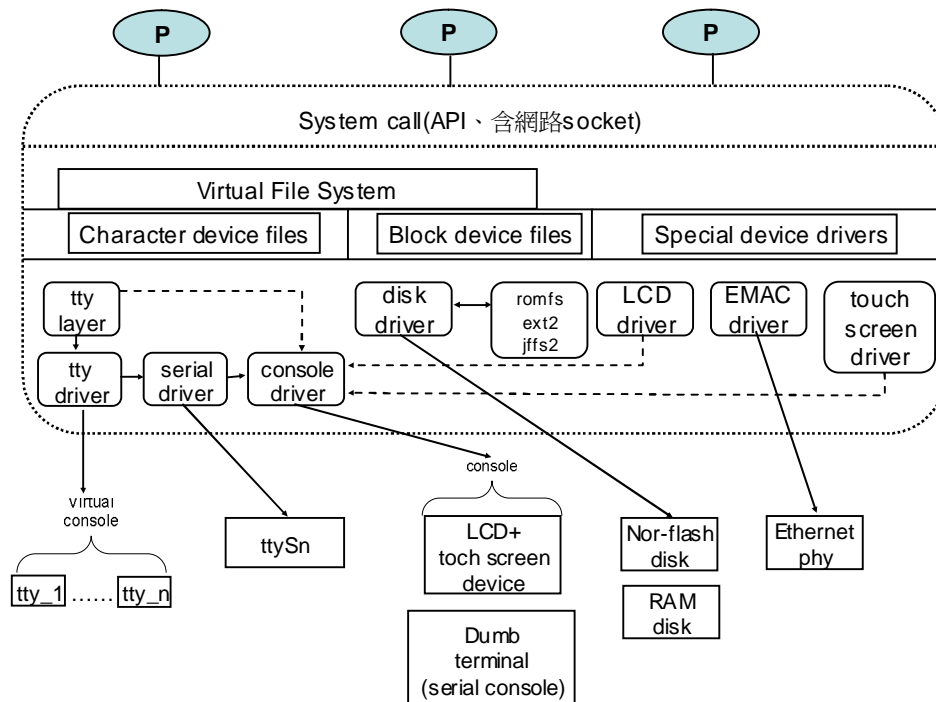 P
P
P
System call(API、含網路socket)
Virtual File System
Character device files
Block device files
Special device drivers
tty
layer
disk
driver
romfs
ext2
jffs2
LCD
driver
EMAC
driver
touch
screen
driver
tty
driver
serial
driver
console
driver
virtual
console
console
ttySn
LCD+
toch screen
device
Nor-flash
disk
Ethernet
phy
tty_1
……
tty_n
RAM
disk
Dumb
terminal
(serial console)